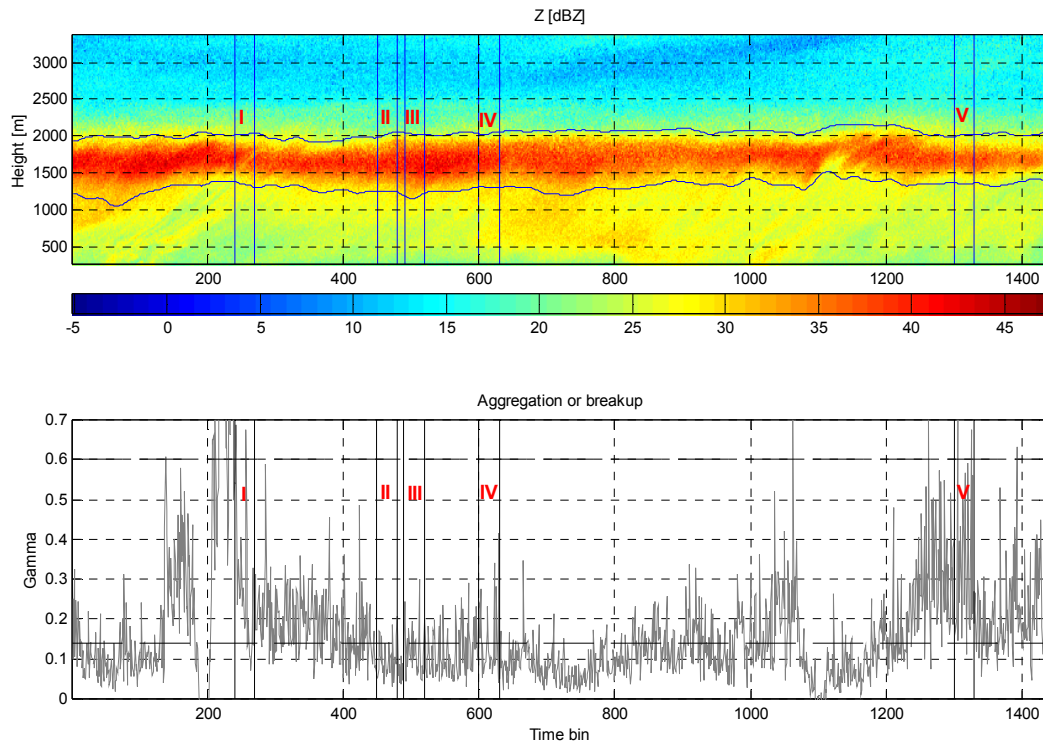 Z [dBZ]
3000
2500
2000
1500
1000
500
Height [m]
I II III IV V
200 400 600 800 1000 1200 1400
-5 0 5 10 15 20 25 30 35 40 45
Aggregation or breakup
0.7
0.6
0.5
0.4
0.3
0.2
0.1
0
Gamma
I II III IV V
200 400 600 800 1000 1200 1400
Time bin